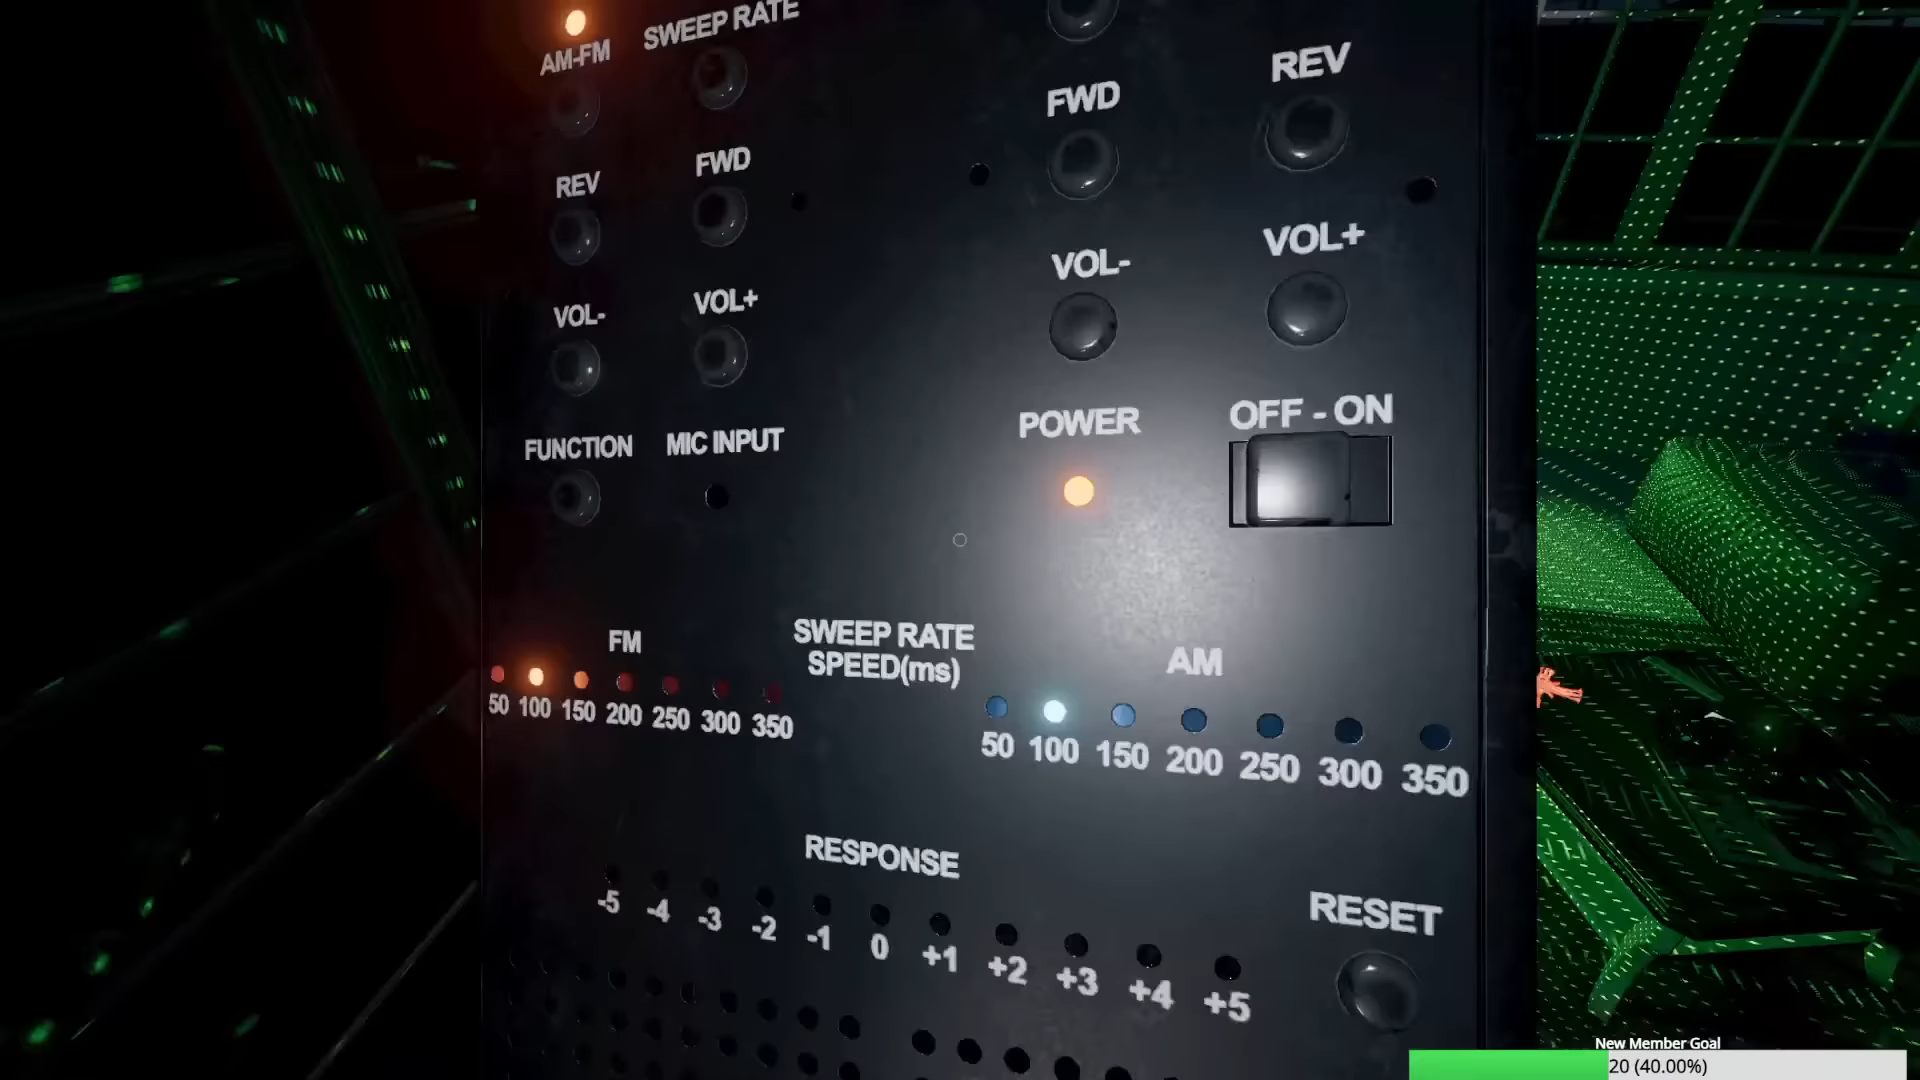 AM-FM SWEEP RATE
REV FWD
VOL- VOL+
FUNCTION MIC INPUT
FWD REV
VOL- VOL+
POWER OFF - ON
FM
50 100 150 200 250 300 350
SWEEP RATE
SPEED(ms)
AM
50 100 150 200 250 300 350
RESPONSE
-5 -4 -3 -2 -1 0 +1 +2 +3 +4 +5
RESET
New Member Goal
20 (40.00%)